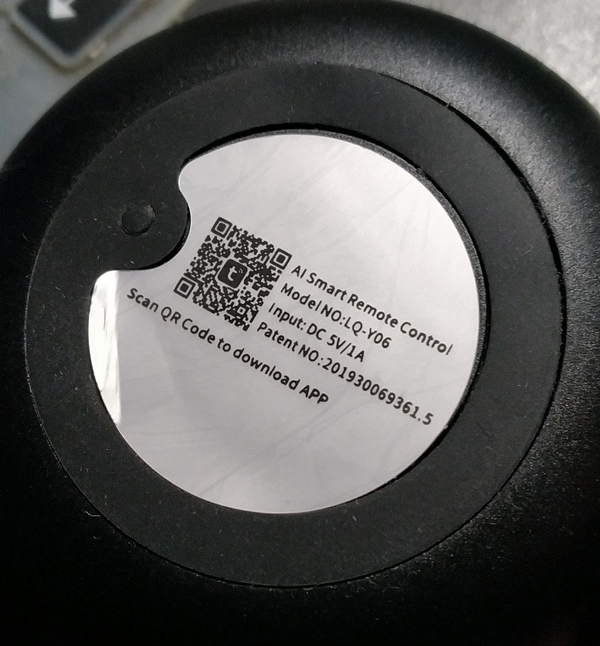 AI Smart Remote Control
Model NO:LQ-Y06
Input: DC 5V/1A
Patent NO:201930069361.5
Scan QR Code to download APP